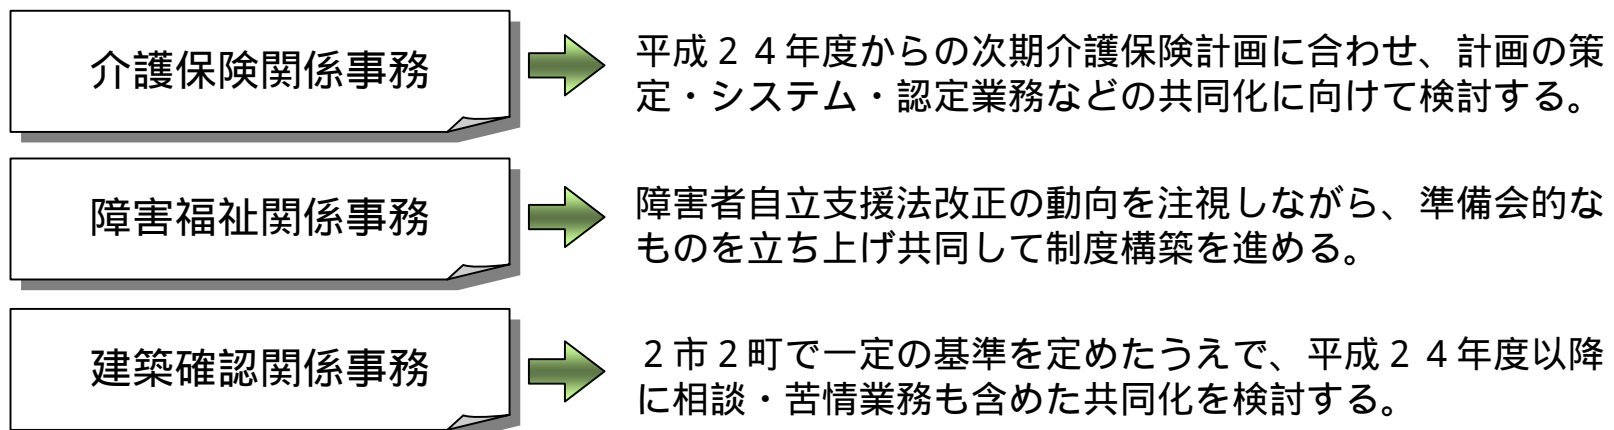 介護保険関係事務
平成２４年度からの次期介護保険計画に合わせ、計画の策
定・システム・認定業務などの共同化に向けて検討する。
障害福祉関係事務
障害者自立支援法改正の動向を注視しながら、準備会的な
ものを立ち上げ共同して制度構築を進める。
建築確認関係事務
２市２町で一定の基準を定めたうえで、平成２４年度以降
に相談・苦情業務も含めた共同化を検討する。